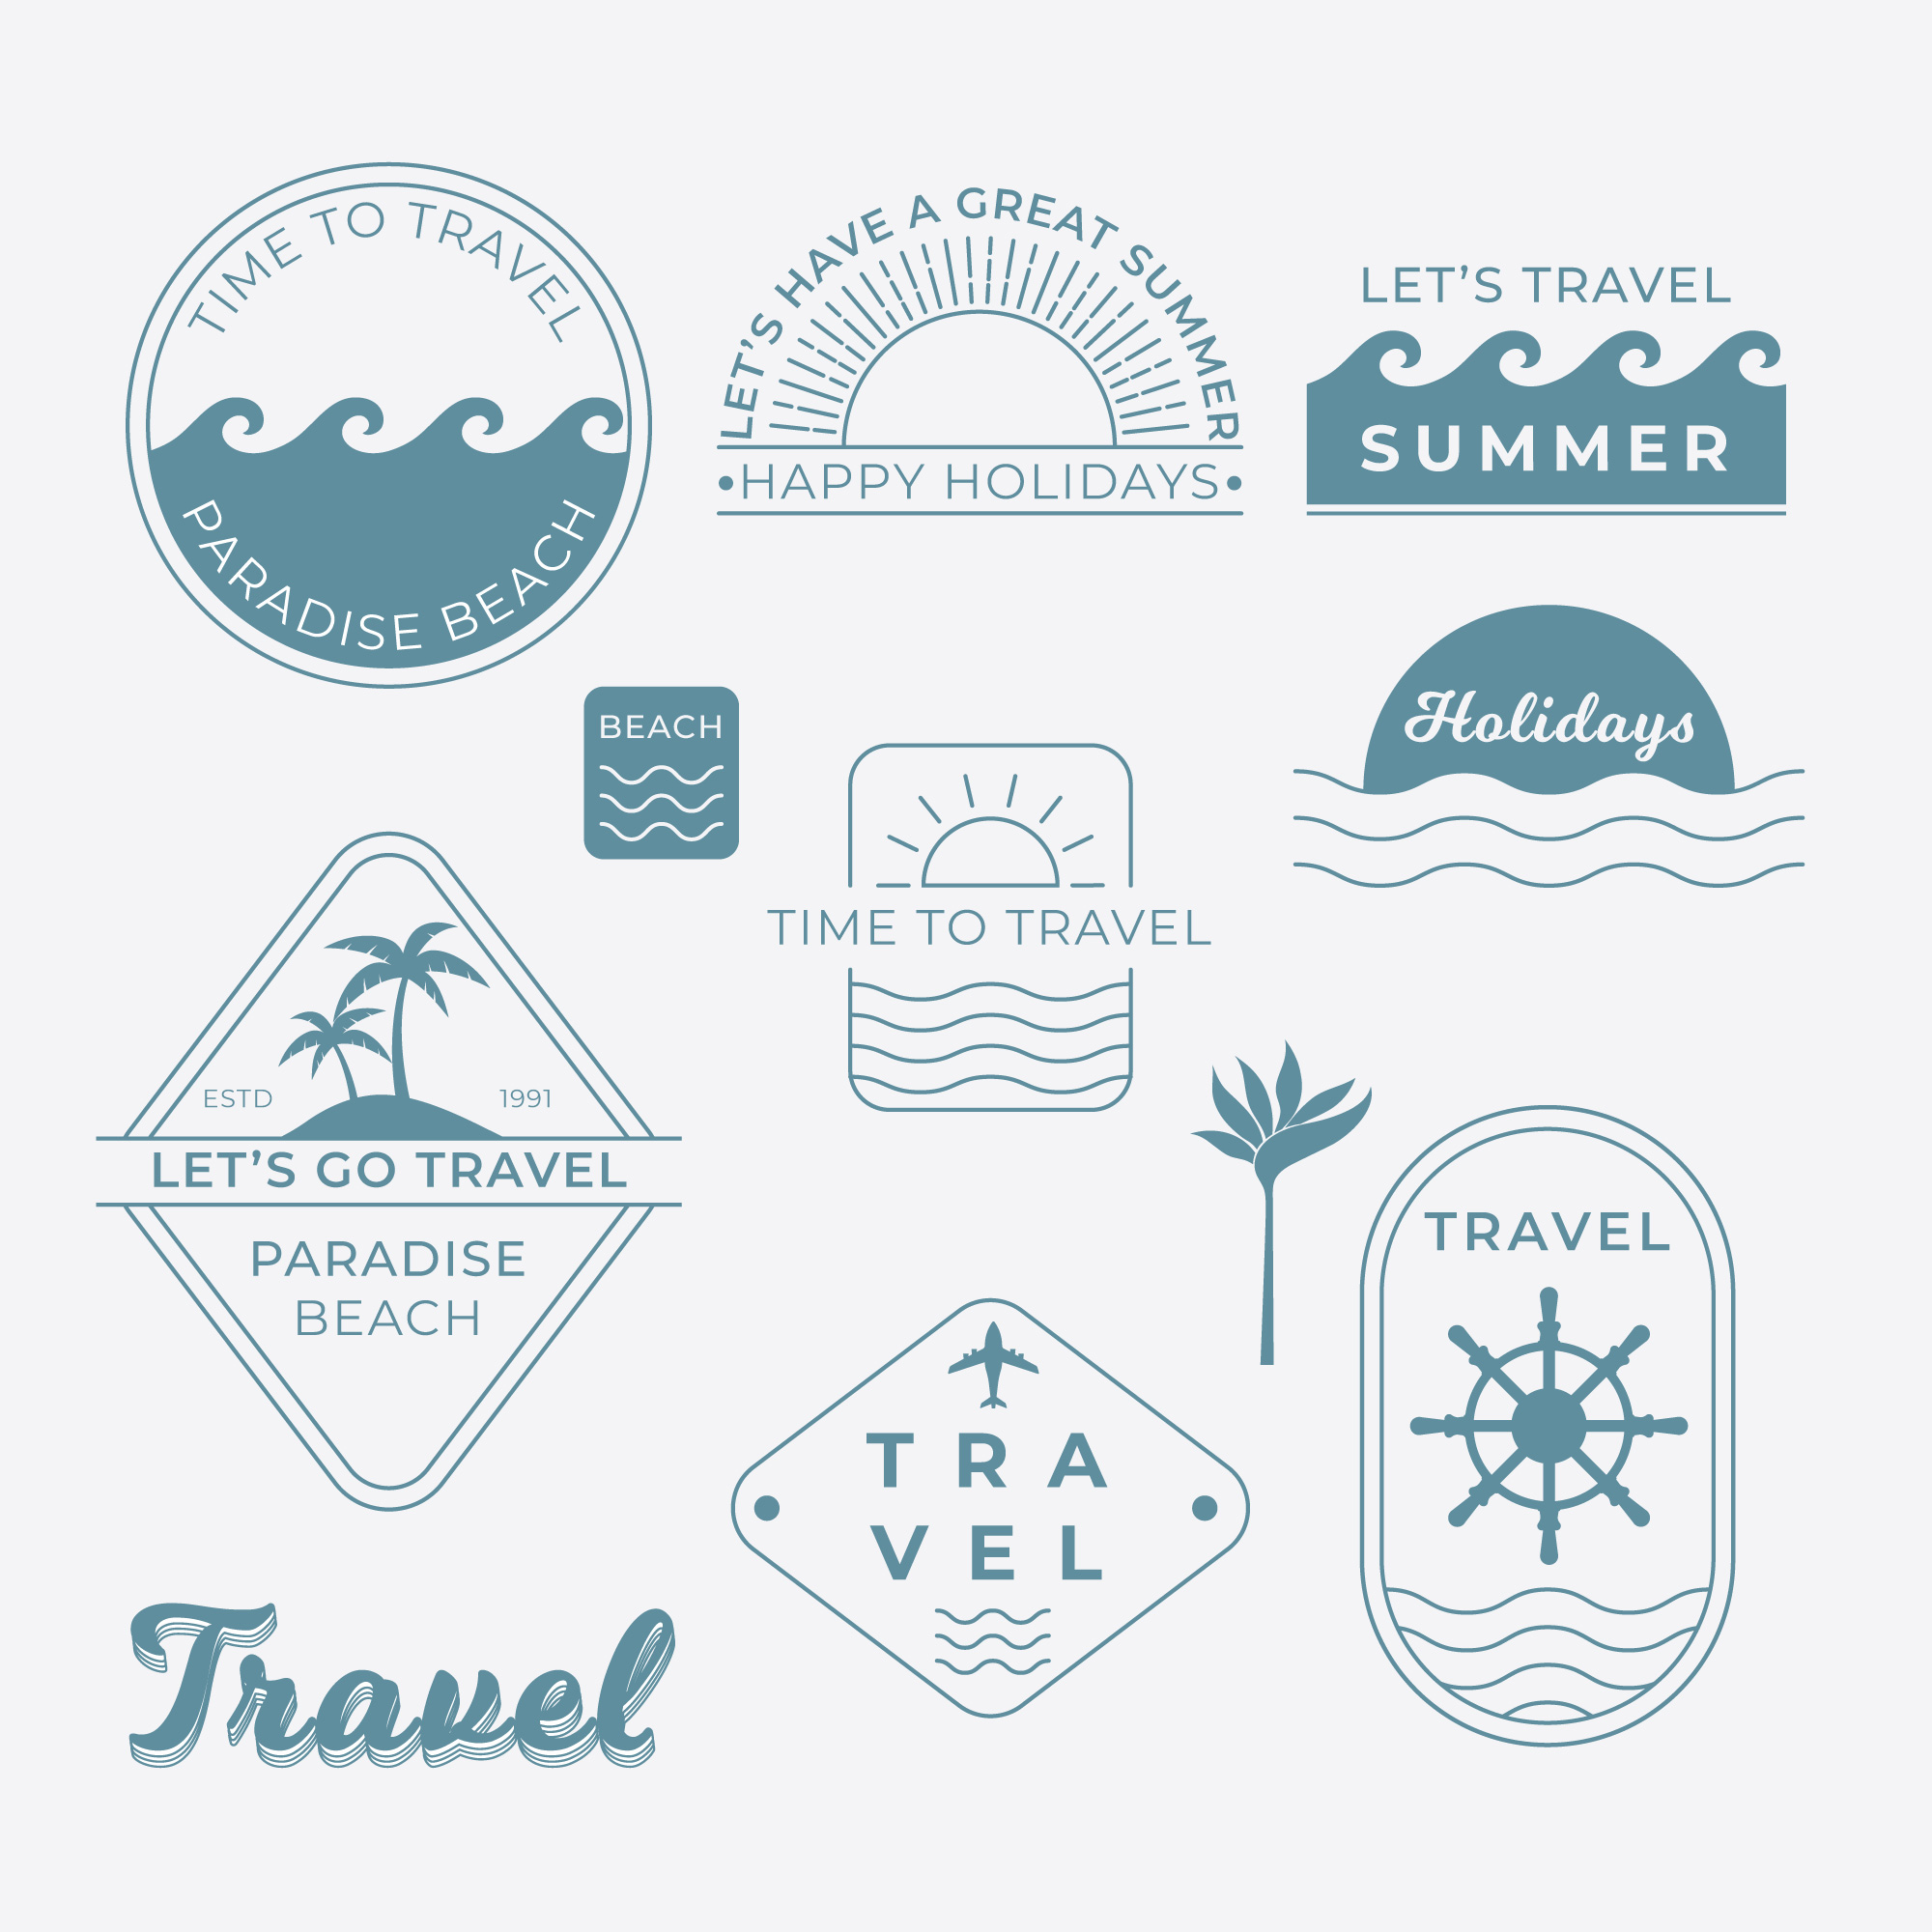 TIME TO TRAVEL
PARADISE BEACH
LET'S HAVE A GREAT SUMMER
•HAPPY HOLIDAYS•
LET'S TRAVEL
SUMMER
Holidays
BEACH
TIME TO TRAVEL
ESTD 1991
LET'S GO TRAVEL
PARADISE
BEACH
TRAVEL
TRA
VEL
Travel